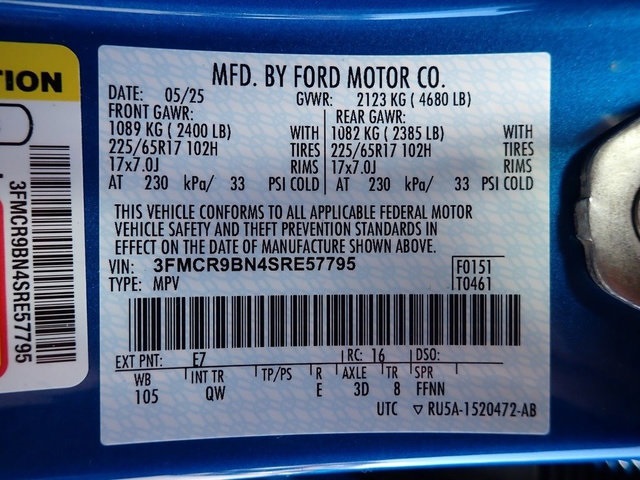 TION
3FMCR9BN4SRE57795
MFD. BY FORD MOTOR CO.
DATE: 05/25 GVWR: 2123 KG ( 4680 LB)
FRONT GAWR: REAR GAWR:
1089 KG ( 2400 LB) WITH 1082 KG ( 2385 LB) WITH
225/65R17 102H TIRES 225/65R17 102H TIRES
17x7.0J RIMS 17x7.0J RIMS
AT 230 kPa/ 33 PSI COLD AT 230 kPa/ 33 PSI COLD
THIS VEHICLE CONFORMS TO ALL APPLICABLE FEDERAL MOTOR
VEHICLE SAFETY AND THEFT PREVENTION STANDARDS IN
EFFECT ON THE DATE OF MANUFACTURE SHOWN ABOVE.
VIN: 3FMCR9BN4SRE57795 F0151
TYPE: MPV T0461
EXT PNT: E7 RC: 16 DSO:
WB INT TR TP/PS R AXLE TR SPR
105 QW E 3D 8 FFNN
UTC ▽ RU5A-1520472-AB